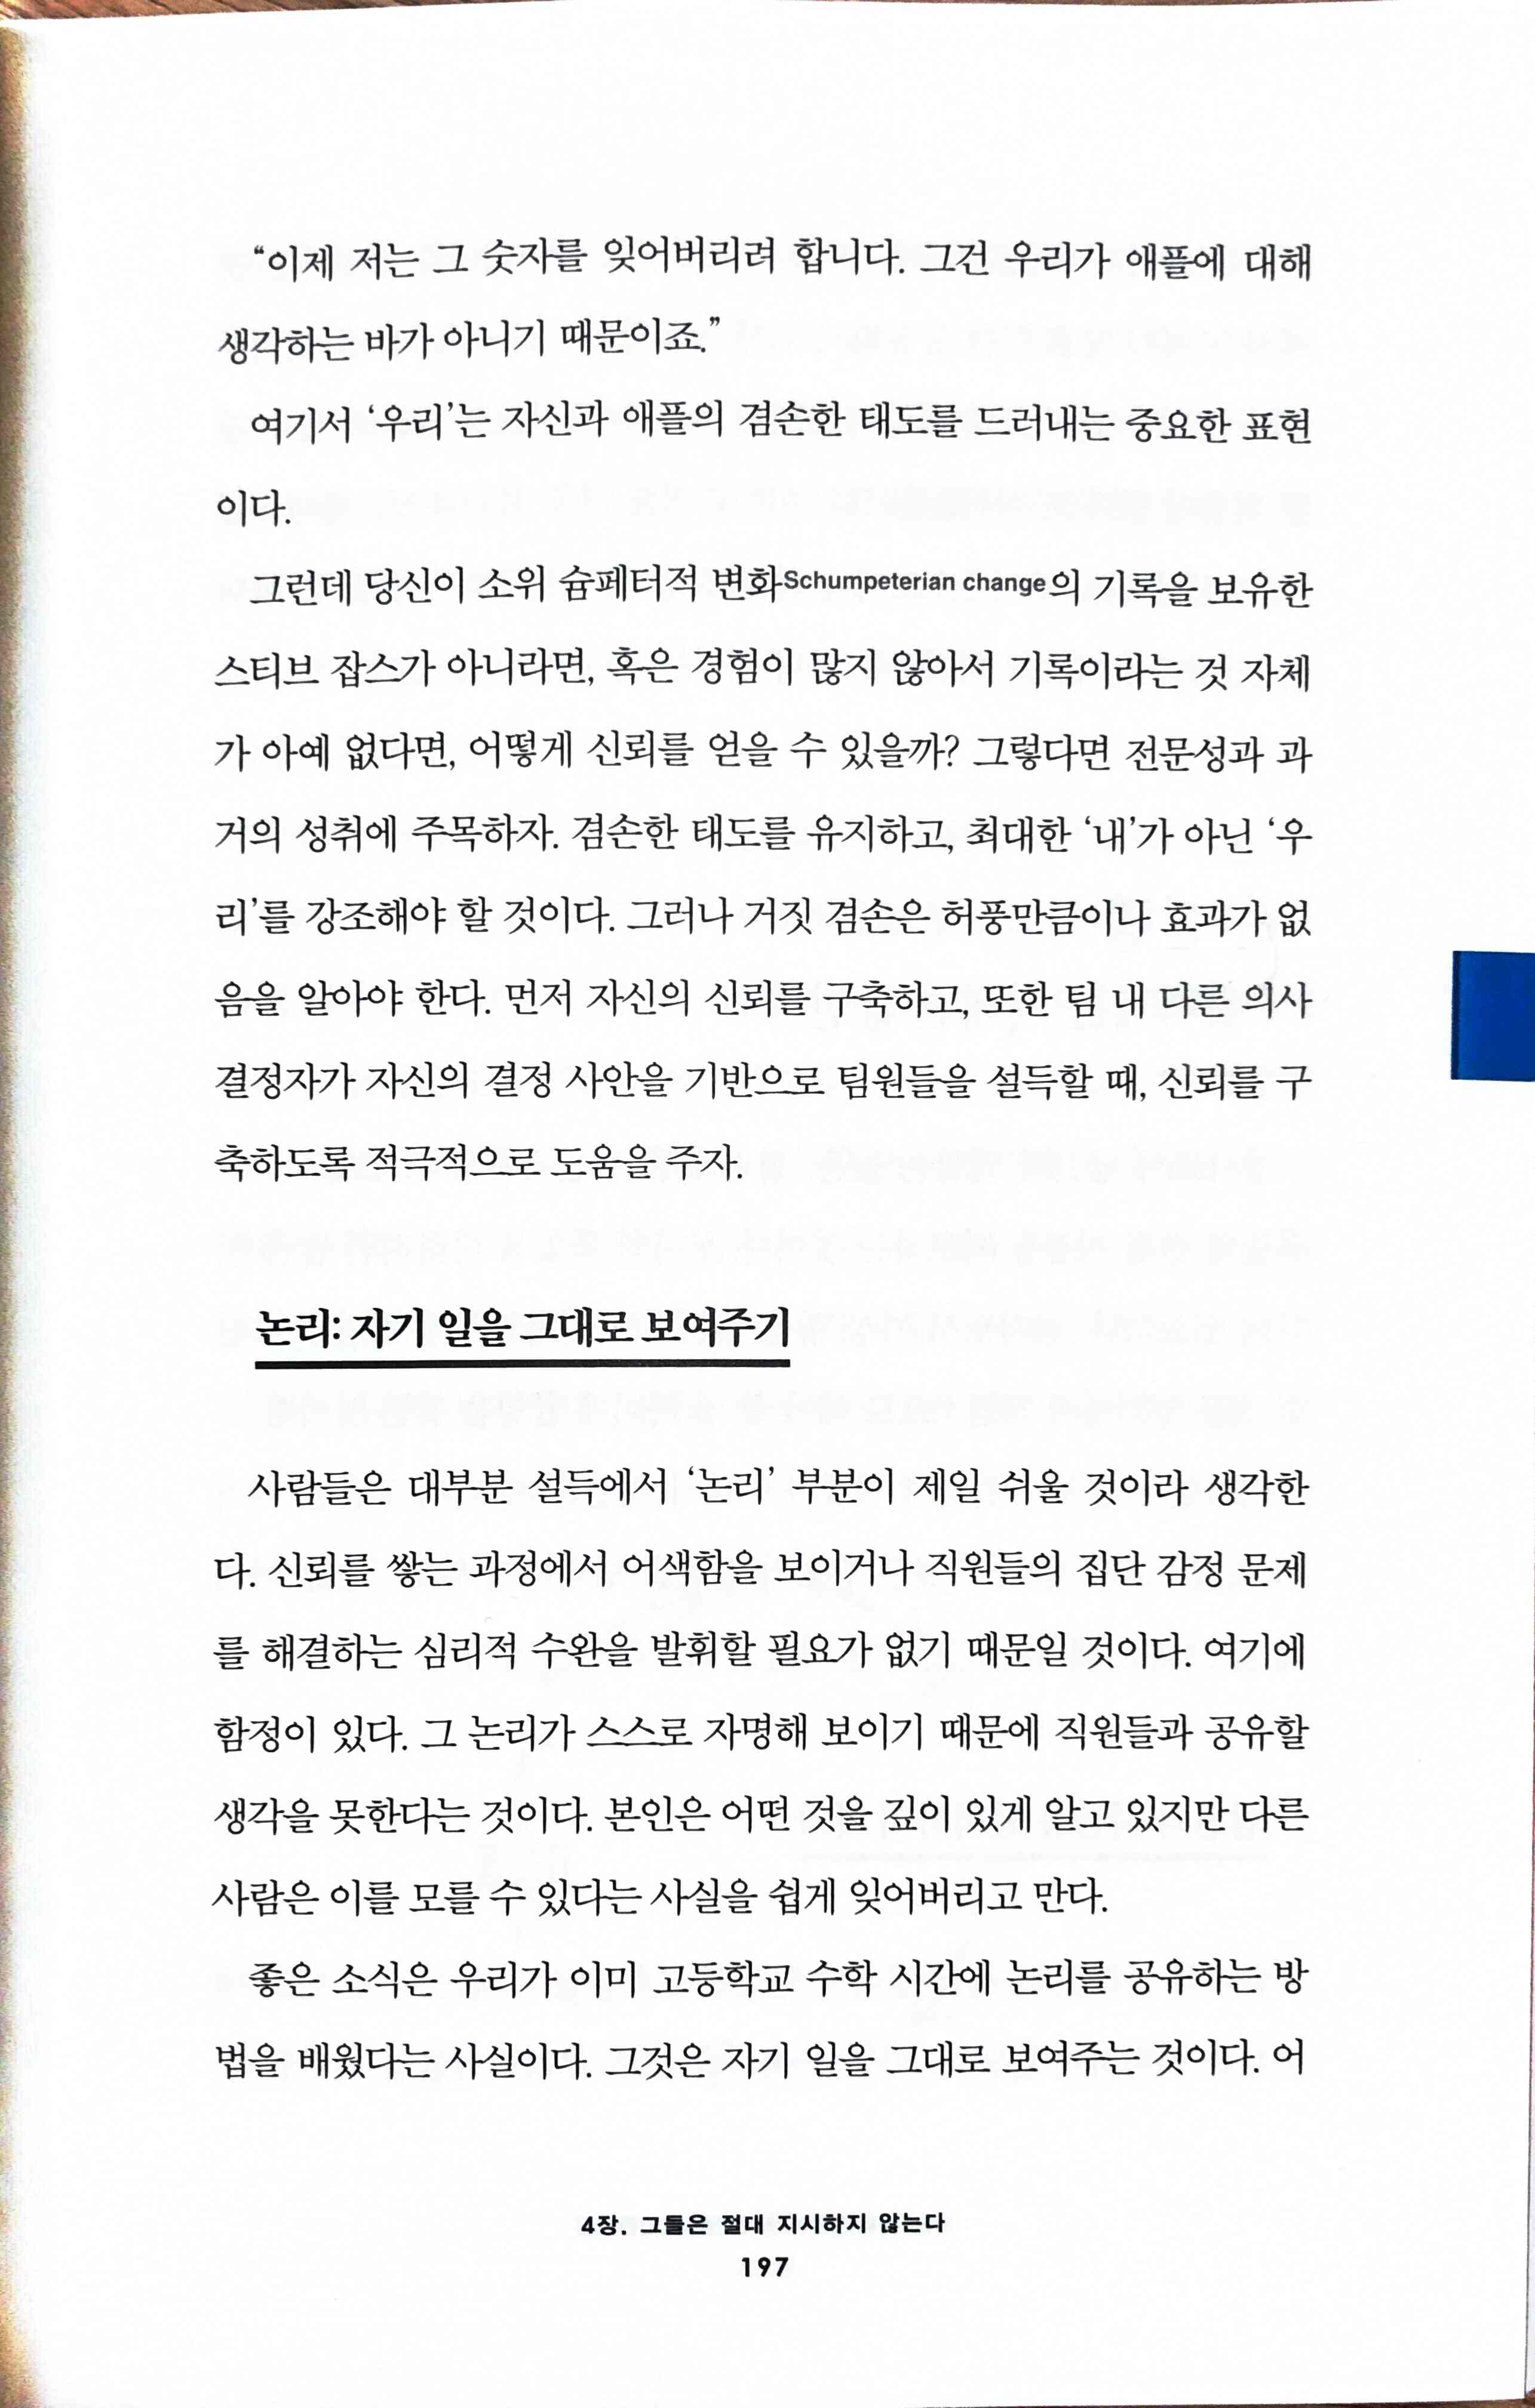 “이제 저는 그 숫자를 잊어버리려 합니다. 그건 우리가 애플에 대해
생각하는 바가 아니기 때문이죠.”
여기서 ‘우리’는 자신과 애플의 겸손한 태도를 드러내는 중요한 표현
이다.
그런데 당신이 소위 슘페터적 변화Schumpeterian change의 기록을 보유한
스티브 잡스가 아니라면, 혹은 경험이 많지 않아서 기록이라는 것 자체
가 아예 없다면, 어떻게 신뢰를 얻을 수 있을까? 그렇다면 전문성과 과
거의 성취에 주목하자. 겸손한 태도를 유지하고, 최대한 ‘내’가 아닌 ‘우
리’를 강조해야 할 것이다. 그러나 거짓 겸손은 허풍만큼이나 효과가 없
음을 알아야 한다. 먼저 자신의 신뢰를 구축하고, 또한 팀 내 다른 의사
결정자가 자신의 결정 사안을 기반으로 팀원들을 설득할 때, 신뢰를 구
축하도록 적극적으로 도움을 주자.
논리: 자기 일을 그대로 보여주기
사람들은 대부분 설득에서 ‘논리’ 부분이 제일 쉬울 것이라 생각한
다. 신뢰를 쌓는 과정에서 어색함을 보이거나 직원들의 집단 감정 문제
를 해결하는 심리적 수완을 발휘할 필요가 없기 때문일 것이다. 여기에
함정이 있다. 그 논리가 스스로 자명해 보이기 때문에 직원들과 공유할
생각을 못한다는 것이다. 본인은 어떤 것을 깊이 있게 알고 있지만 다른
사람은 이를 모를 수 있다는 사실을 쉽게 잊어버리고 만다.
좋은 소식은 우리가 이미 고등학교 수학 시간에 논리를 공유하는 방
법을 배웠다는 사실이다. 그것은 자기 일을 그대로 보여주는 것이다. 어
4장. 그들은 절대 지시하지 않는다
197